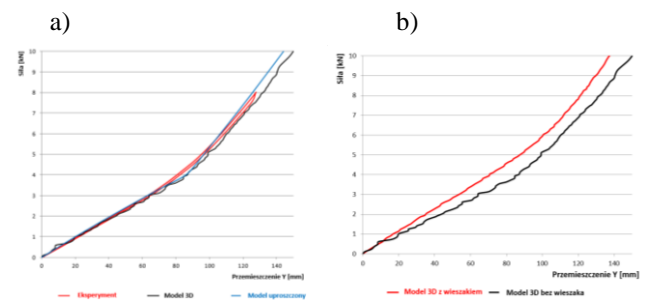 a)
b)
Siła [kN]
10
9
8
7
6
5
4
3
2
1
0
0 20 40 60 80 100 120 140
Przemieszczenie Y [mm]
Eksperyment Model 3D Model uproszczony
Siła [kN]
10
9
8
7
6
5
4
3
2
1
0
0 20 40 60 80 100 120 140
Przemieszczenie Y [mm]
Model 3D z wieszakiem Model 3D bez wieszaka